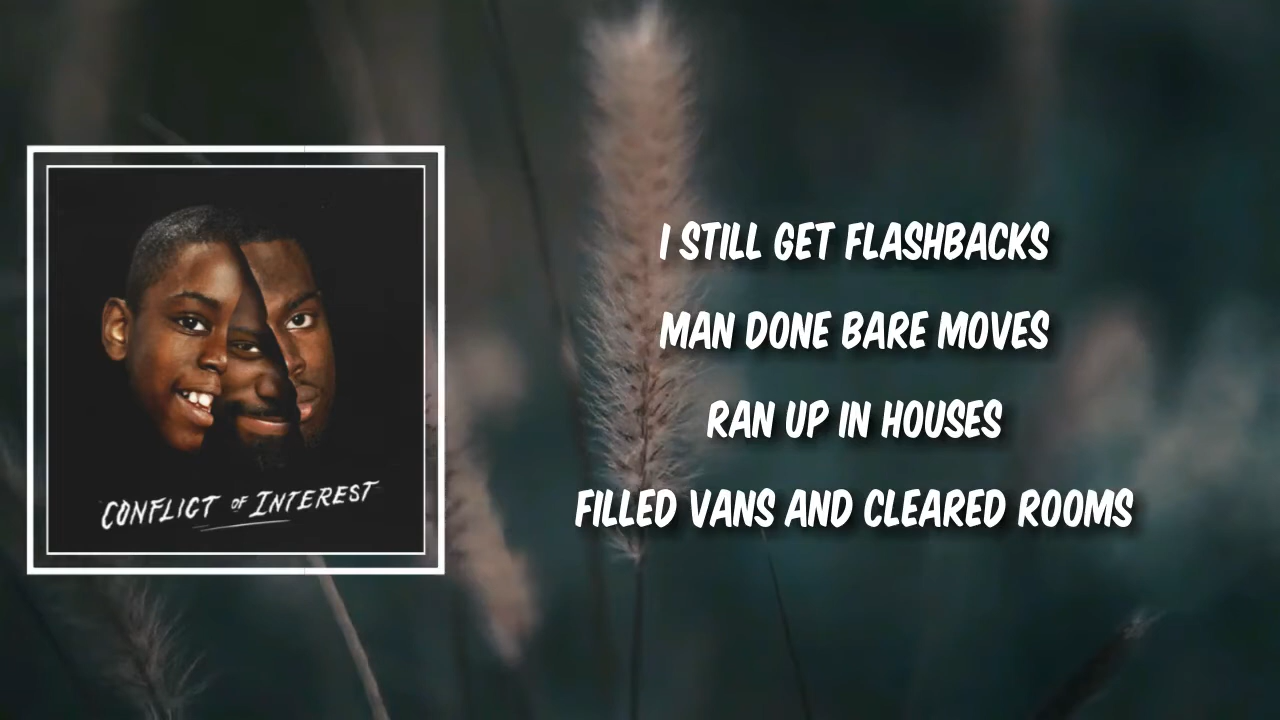 CONFLICT OF INTEREST
I STILL GET FLASHBACKS
MAN DONE BARE MOVES
RAN UP IN HOUSES
FILLED VANS AND CLEARED ROOMS